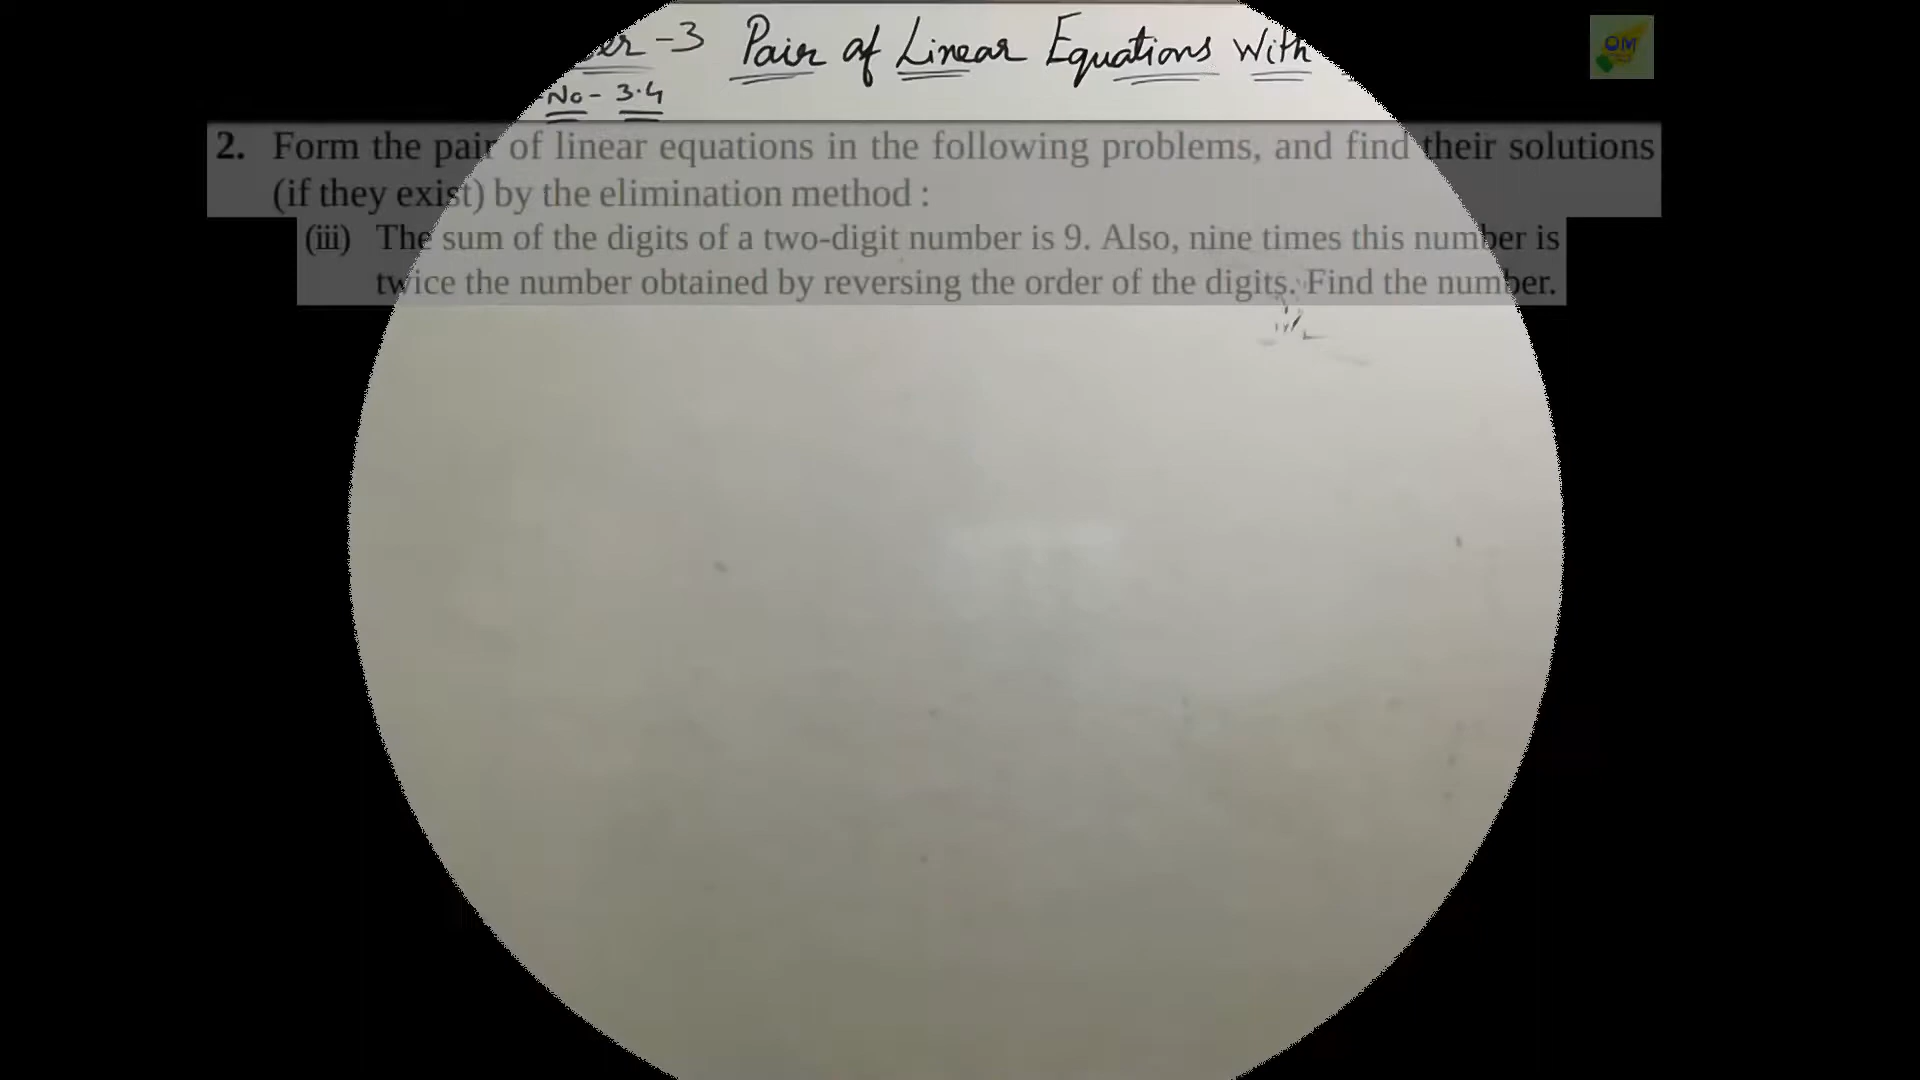 er -3 Pair of Linear Equations With
No - 3.4
2. Form the pair of linear equations in the following problems, and find their solutions
(if they exist) by the elimination method :
(iii) The sum of the digits of a two-digit number is 9. Also, nine times this number is
twice the number obtained by reversing the order of the digits. Find the number.
OM